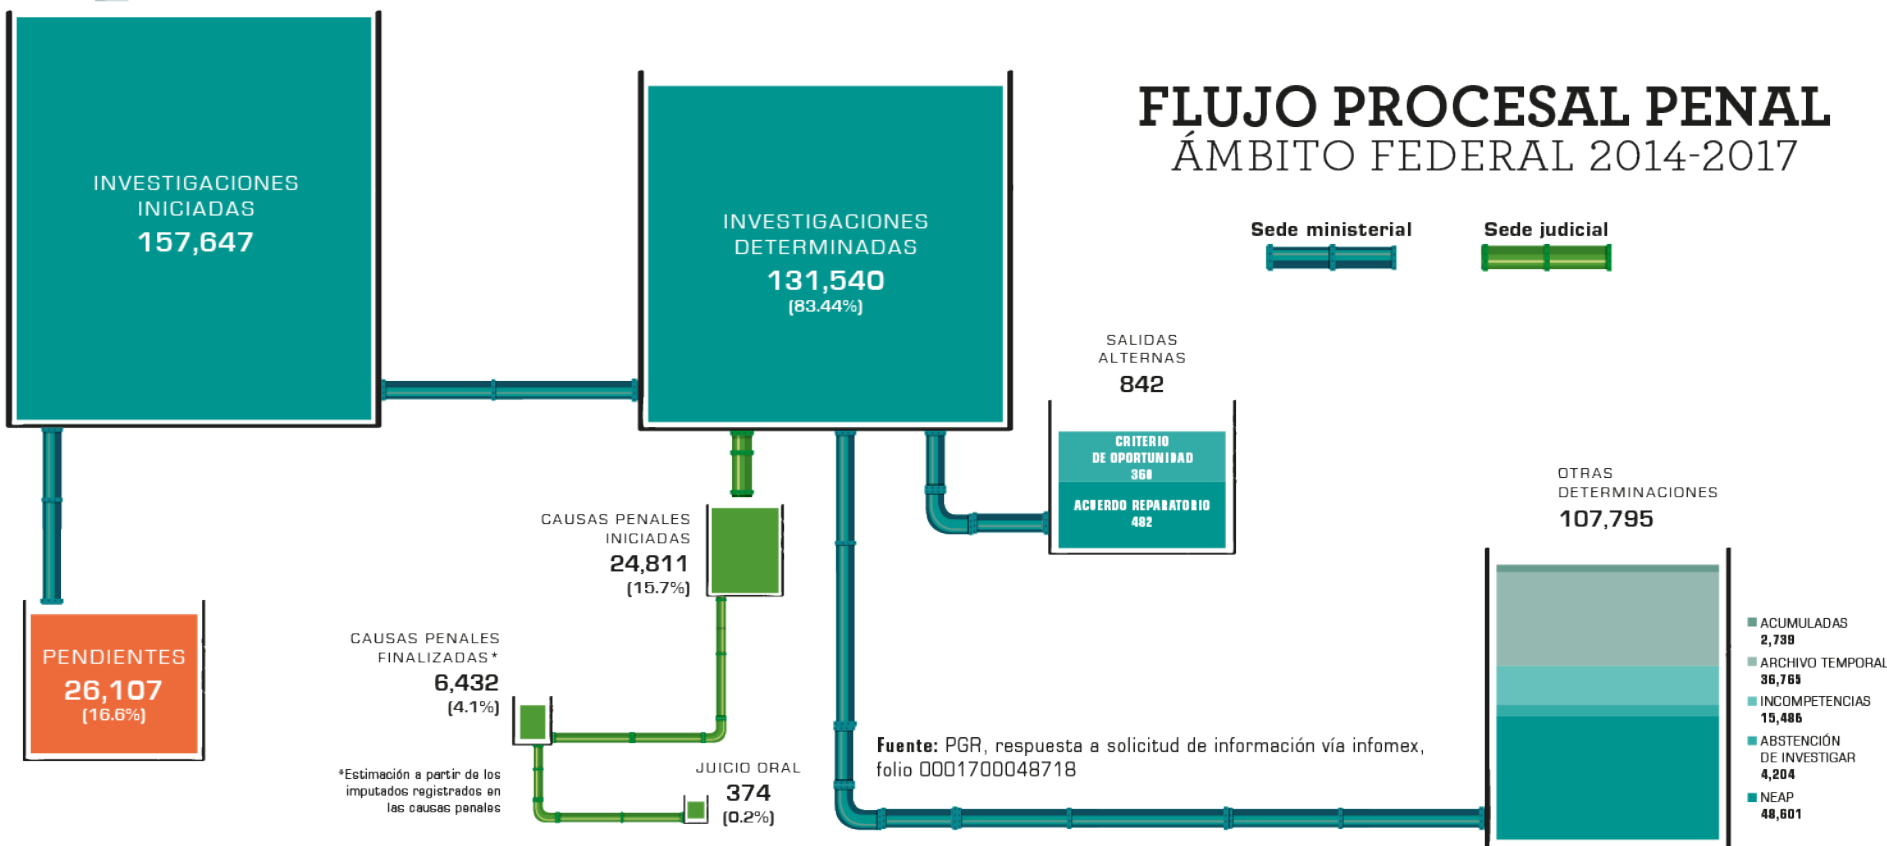 FLUJO PROCESAL PENAL
ÁMBITO FEDERAL 2014-2017
Sede ministerial
Sede judicial
INVESTIGACIONES
INICIADAS
157,647
INVESTIGACIONES
DETERMINADAS
131,540
(83.44%)
SALIDAS
ALTERNAS
842
CRITERIO
DE OPORTUNIDAD
360
ACUERDO REPARATORIO
482
OTRAS
DETERMINACIONES
107,795
ACUMULADAS
2,739
ARCHIVO TEMPORAL
36,765
INCOMPETENCIAS
15,486
ABSTENCIÓN
DE INVESTIGAR
4,204
NEAP
48,601
CAUSAS PENALES
INICIADAS
24,811
(15.7%)
PENDIENTES
26,107
(16.6%)
CAUSAS PENALES
FINALIZADAS*
6,432
(4.1%)
*Estimación a partir de los
imputados registrados en
las causas penales
JUICIO ORAL
374
(0.2%)
Fuente: PGR, respuesta a solicitud de información vía infomex,
folio 0001700048718